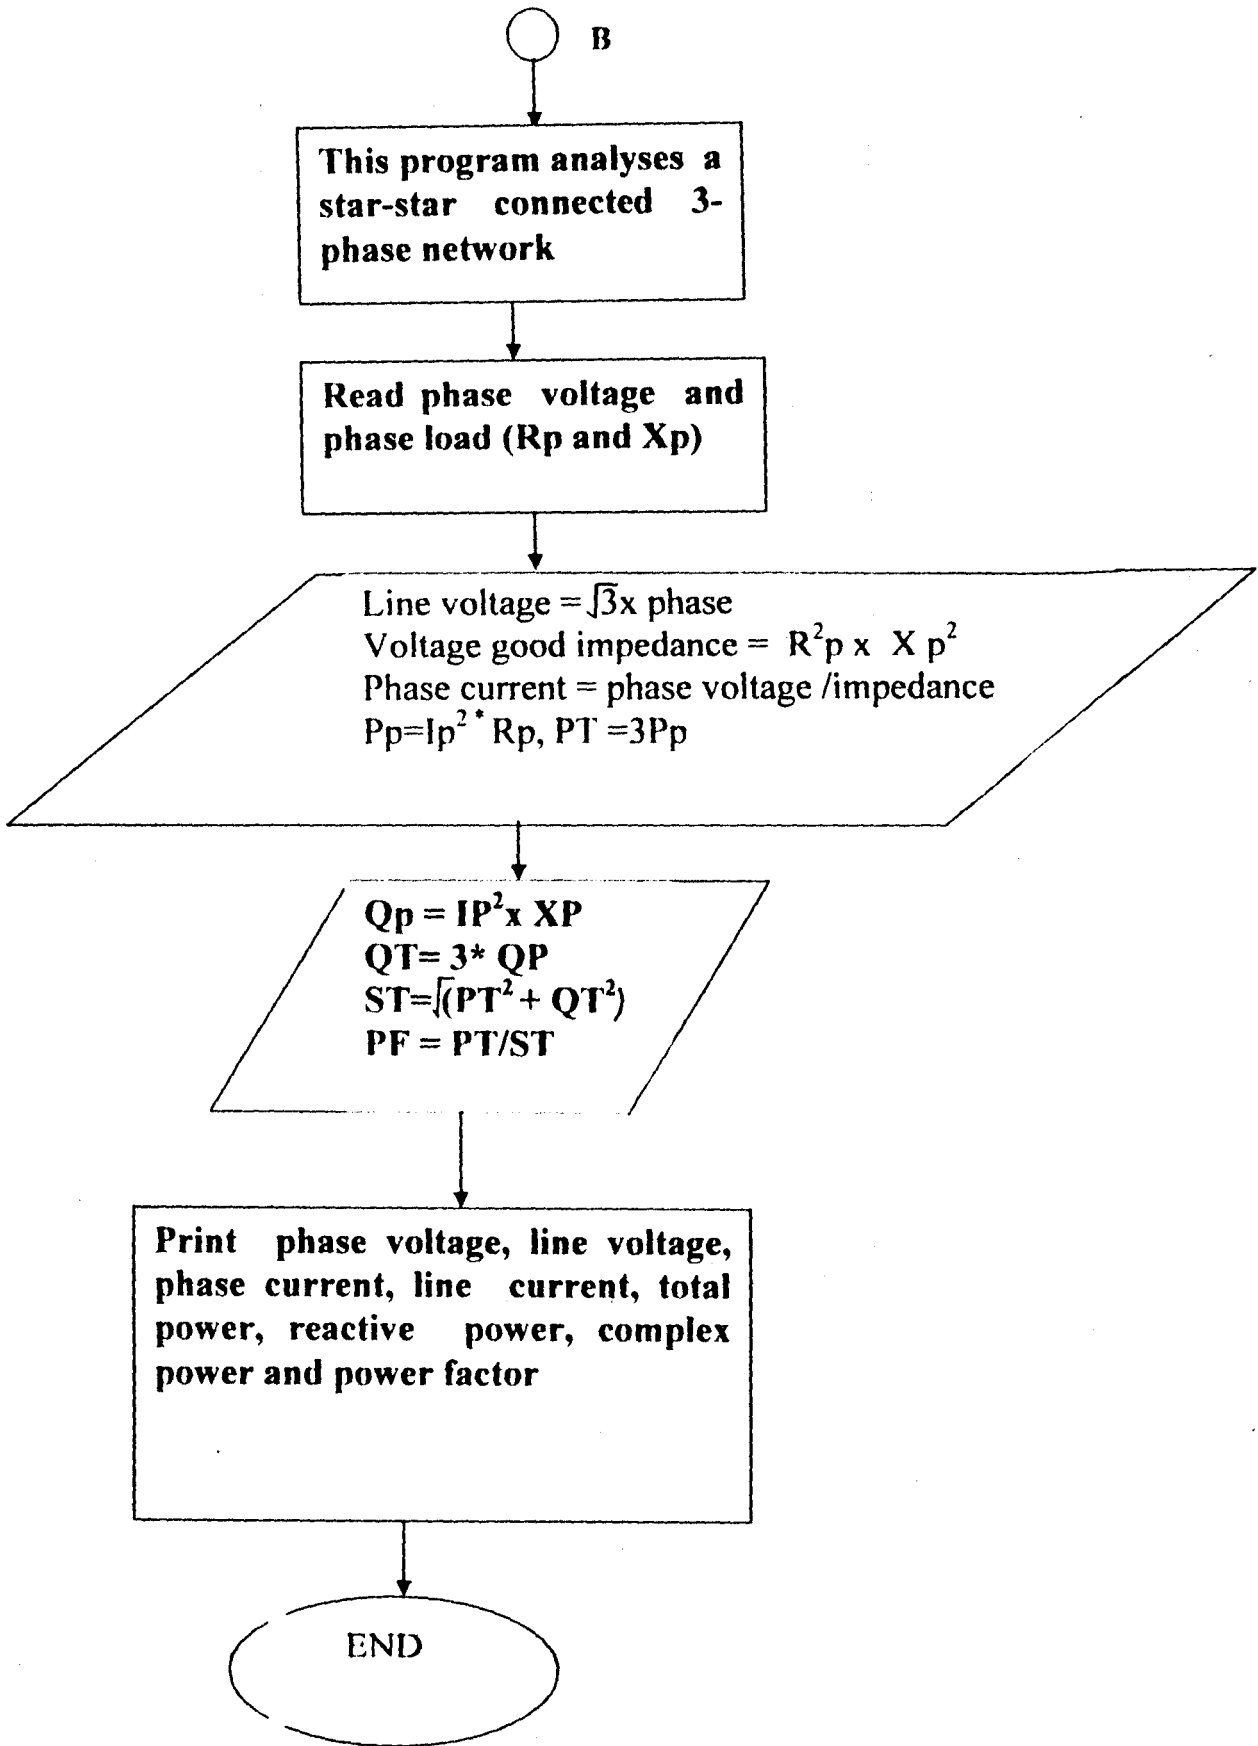 B
This program analyses a
star-star connected 3-
phase network
Read phase voltage and
phase load (Rp and Xp)
Line voltage = √3x phase
Voltage good impedance = R²p x X p²
Phase current = phase voltage /impedance
Pp=Ip² * Rp, PT =3Pp
Qp = IP²x XP
QT= 3* QP
ST=√(PT² + QT²)
PF = PT/ST
Print phase voltage, line voltage,
phase current, line current, total
power, reactive power, complex
power and power factor
END